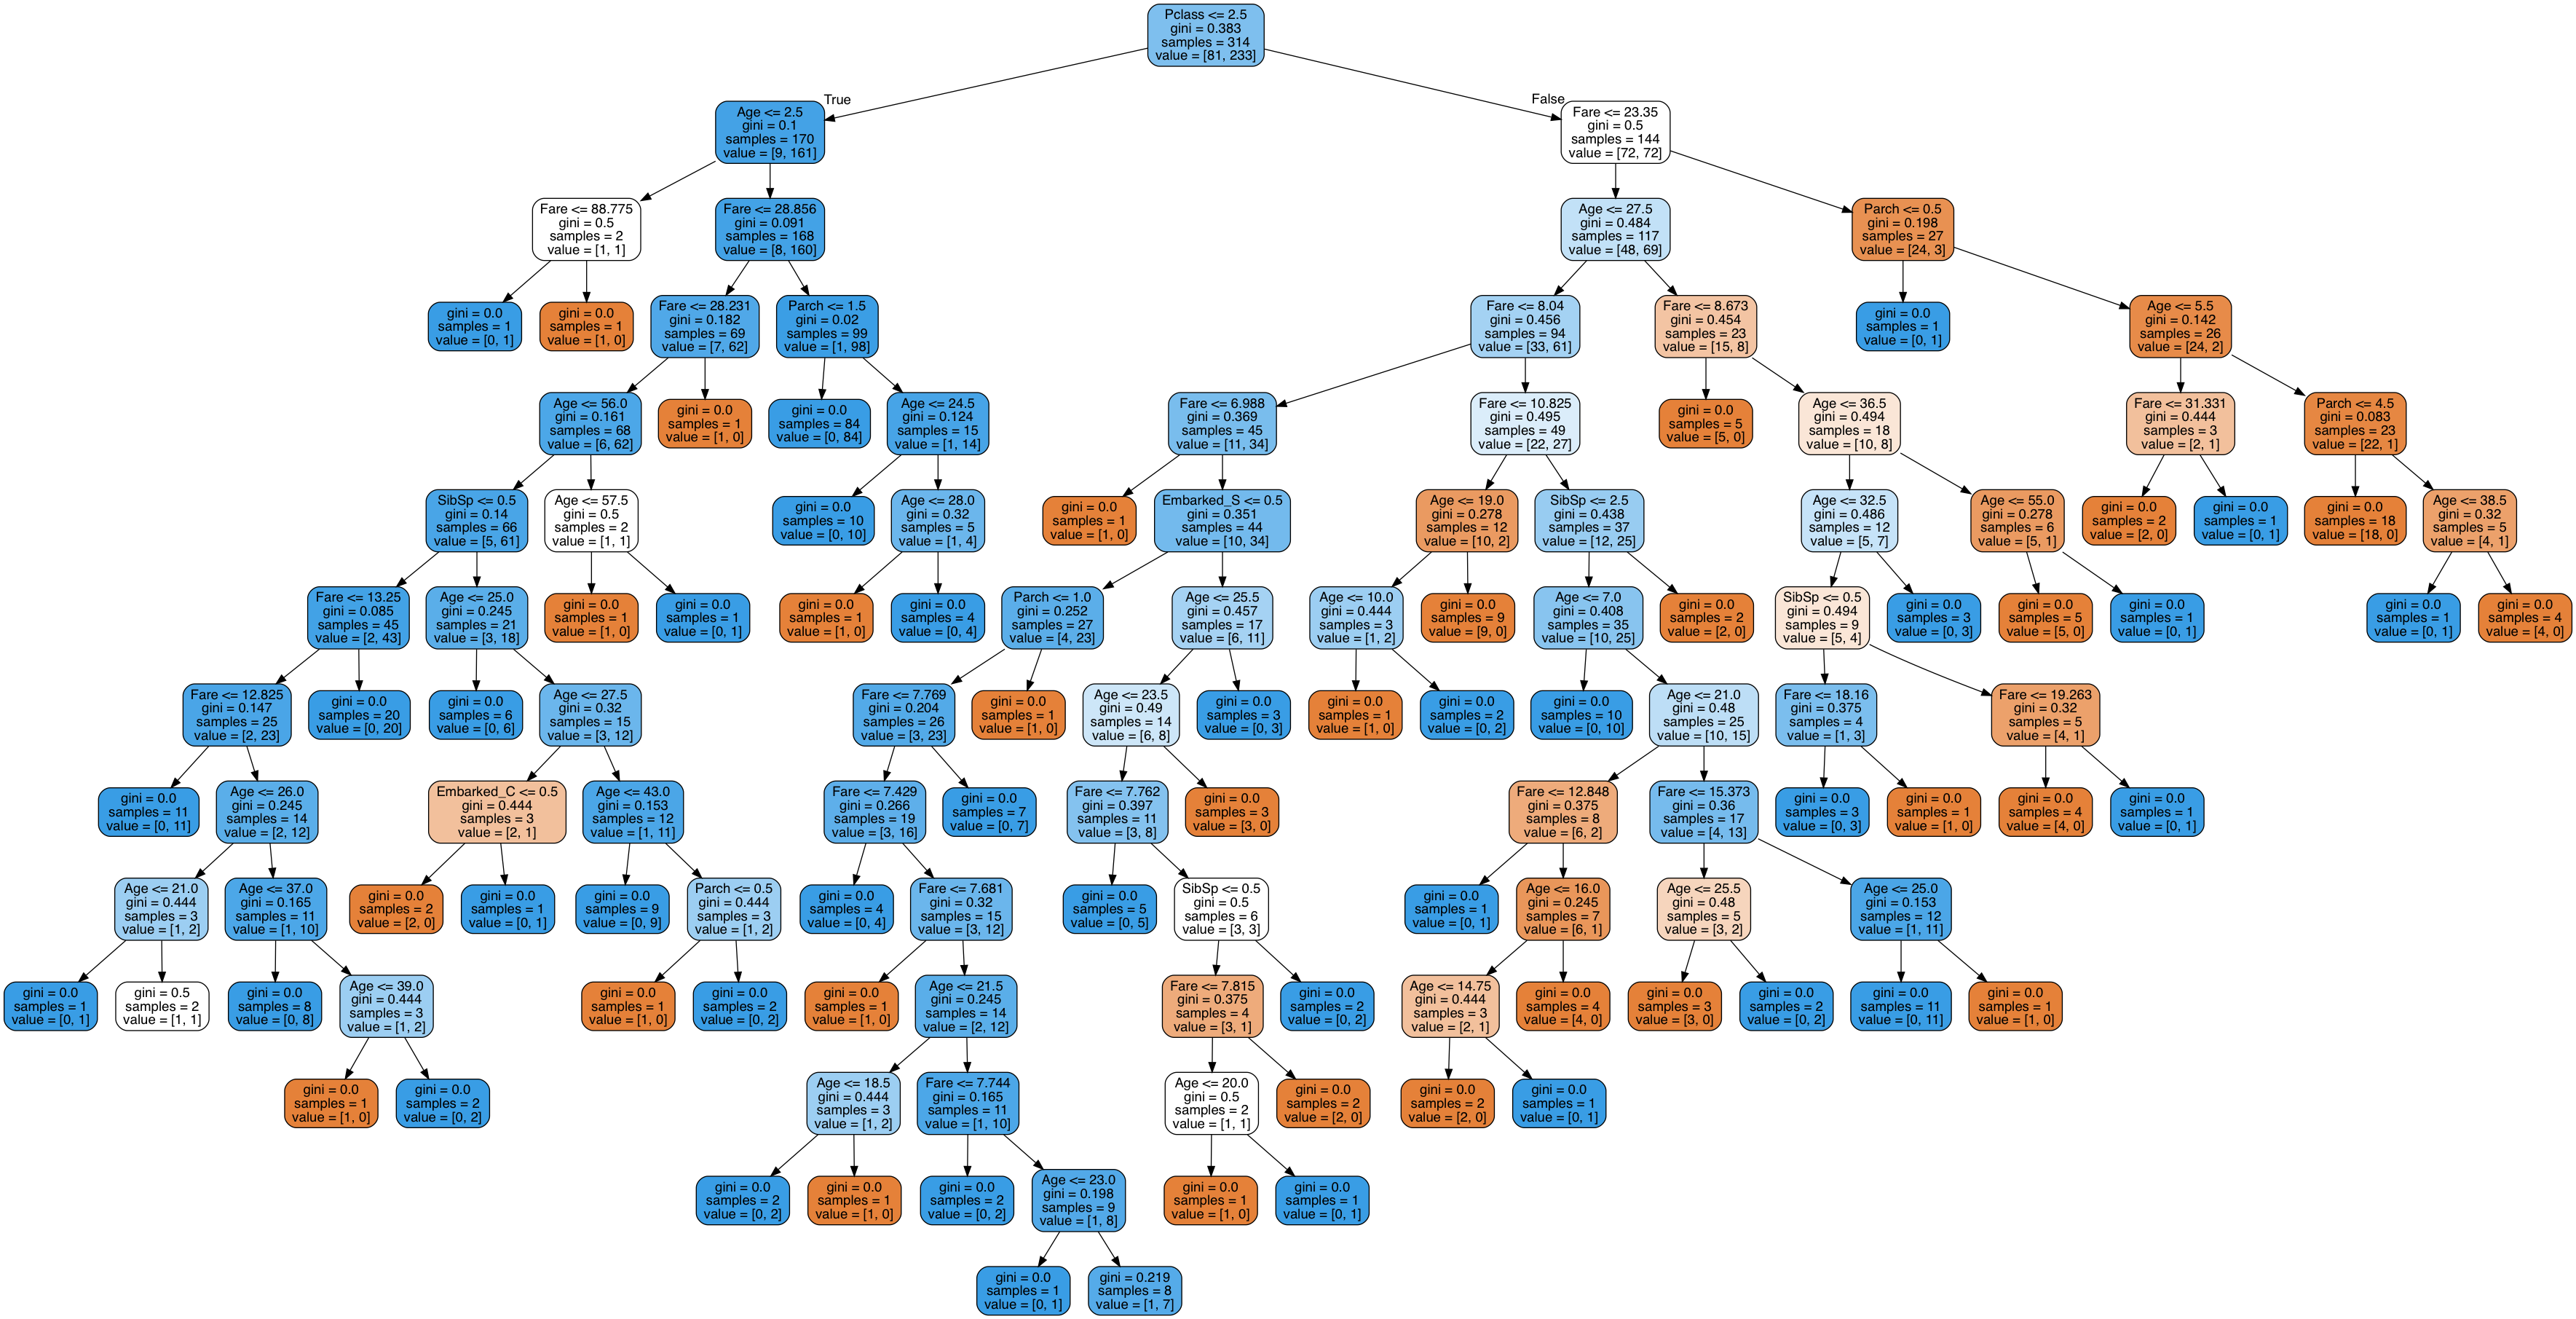 Pclass <= 2.5
gini = 0.383
samples = 314
value = [81, 233]
True
False
Age <= 2.5
gini = 0.1
samples = 170
value = [9, 161]
Fare <= 23.35
gini = 0.5
samples = 144
value = [72, 72]
Fare <= 88.775
gini = 0.5
samples = 2
value = [1, 1]
Fare <= 28.856
gini = 0.091
samples = 168
value = [8, 160]
Age <= 27.5
gini = 0.484
samples = 117
value = [48, 69]
Parch <= 0.5
gini = 0.198
samples = 27
value = [24, 3]
gini = 0.0
samples = 1
value = [0, 1]
gini = 0.0
samples = 1
value = [1, 0]
Fare <= 28.231
gini = 0.182
samples = 69
value = [7, 62]
Parch <= 1.5
gini = 0.02
samples = 99
value = [1, 98]
Fare <= 8.04
gini = 0.456
samples = 94
value = [33, 61]
Fare <= 8.673
gini = 0.454
samples = 23
value = [15, 8]
gini = 0.0
samples = 1
value = [0, 1]
Age <= 5.5
gini = 0.142
samples = 26
value = [24, 2]
Age <= 56.0
gini = 0.161
samples = 68
value = [6, 62]
gini = 0.0
samples = 1
value = [1, 0]
gini = 0.0
samples = 84
value = [0, 84]
Age <= 24.5
gini = 0.124
samples = 15
value = [1, 14]
Fare <= 6.988
gini = 0.369
samples = 45
value = [11, 34]
Fare <= 10.825
gini = 0.495
samples = 49
value = [22, 27]
gini = 0.0
samples = 5
value = [5, 0]
Age <= 36.5
gini = 0.494
samples = 18
value = [10, 8]
Fare <= 31.331
gini = 0.444
samples = 3
value = [2, 1]
Parch <= 4.5
gini = 0.083
samples = 23
value = [22, 1]
SibSp <= 0.5
gini = 0.14
samples = 66
value = [5, 61]
Age <= 57.5
gini = 0.5
samples = 2
value = [1, 1]
gini = 0.0
samples = 10
value = [0, 10]
Age <= 28.0
gini = 0.32
samples = 5
value = [1, 4]
gini = 0.0
samples = 1
value = [1, 0]
Embarked_S <= 0.5
gini = 0.351
samples = 44
value = [10, 34]
Age <= 19.0
gini = 0.278
samples = 12
value = [10, 2]
SibSp <= 2.5
gini = 0.438
samples = 37
value = [12, 25]
Age <= 32.5
gini = 0.486
samples = 12
value = [5, 7]
Age <= 55.0
gini = 0.278
samples = 6
value = [5, 1]
gini = 0.0
samples = 2
value = [2, 0]
gini = 0.0
samples = 1
value = [0, 1]
gini = 0.0
samples = 18
value = [18, 0]
Age <= 38.5
gini = 0.32
samples = 5
value = [4, 1]
Fare <= 13.25
gini = 0.085
samples = 45
value = [2, 43]
Age <= 25.0
gini = 0.245
samples = 21
value = [3, 18]
gini = 0.0
samples = 1
value = [1, 0]
gini = 0.0
samples = 1
value = [0, 1]
gini = 0.0
samples = 1
value = [1, 0]
gini = 0.0
samples = 4
value = [0, 4]
Parch <= 1.0
gini = 0.252
samples = 27
value = [4, 23]
Age <= 25.5
gini = 0.457
samples = 17
value = [6, 11]
Age <= 10.0
gini = 0.444
samples = 3
value = [1, 2]
gini = 0.0
samples = 9
value = [9, 0]
Age <= 7.0
gini = 0.408
samples = 35
value = [10, 25]
gini = 0.0
samples = 2
value = [2, 0]
SibSp <= 0.5
gini = 0.494
samples = 9
value = [5, 4]
gini = 0.0
samples = 3
value = [0, 3]
gini = 0.0
samples = 5
value = [5, 0]
gini = 0.0
samples = 1
value = [0, 1]
gini = 0.0
samples = 1
value = [0, 1]
gini = 0.0
samples = 4
value = [4, 0]
Fare <= 12.825
gini = 0.147
samples = 25
value = [2, 23]
gini = 0.0
samples = 20
value = [0, 20]
gini = 0.0
samples = 6
value = [0, 6]
Age <= 27.5
gini = 0.32
samples = 15
value = [3, 12]
Fare <= 7.769
gini = 0.204
samples = 26
value = [3, 23]
gini = 0.0
samples = 1
value = [1, 0]
Age <= 23.5
gini = 0.49
samples = 14
value = [6, 8]
gini = 0.0
samples = 3
value = [0, 3]
gini = 0.0
samples = 1
value = [1, 0]
gini = 0.0
samples = 2
value = [0, 2]
gini = 0.0
samples = 10
value = [0, 10]
Age <= 21.0
gini = 0.48
samples = 25
value = [10, 15]
Fare <= 18.16
gini = 0.375
samples = 4
value = [1, 3]
Fare <= 19.263
gini = 0.32
samples = 5
value = [4, 1]
gini = 0.0
samples = 11
value = [0, 11]
Age <= 26.0
gini = 0.245
samples = 14
value = [2, 12]
Embarked_C <= 0.5
gini = 0.444
samples = 3
value = [2, 1]
Age <= 43.0
gini = 0.153
samples = 12
value = [1, 11]
Fare <= 7.429
gini = 0.266
samples = 19
value = [3, 16]
gini = 0.0
samples = 7
value = [0, 7]
Fare <= 7.762
gini = 0.397
samples = 11
value = [3, 8]
gini = 0.0
samples = 3
value = [3, 0]
Fare <= 12.848
gini = 0.375
samples = 8
value = [6, 2]
Fare <= 15.373
gini = 0.36
samples = 17
value = [4, 13]
gini = 0.0
samples = 3
value = [0, 3]
gini = 0.0
samples = 1
value = [1, 0]
gini = 0.0
samples = 4
value = [4, 0]
gini = 0.0
samples = 1
value = [0, 1]
Age <= 21.0
gini = 0.444
samples = 3
value = [1, 2]
Age <= 37.0
gini = 0.165
samples = 11
value = [1, 10]
gini = 0.0
samples = 2
value = [2, 0]
gini = 0.0
samples = 1
value = [0, 1]
gini = 0.0
samples = 9
value = [0, 9]
Parch <= 0.5
gini = 0.444
samples = 3
value = [1, 2]
gini = 0.0
samples = 4
value = [0, 4]
Fare <= 7.681
gini = 0.32
samples = 15
value = [3, 12]
gini = 0.0
samples = 5
value = [0, 5]
SibSp <= 0.5
gini = 0.5
samples = 6
value = [3, 3]
gini = 0.0
samples = 1
value = [0, 1]
Age <= 16.0
gini = 0.245
samples = 7
value = [6, 1]
Age <= 25.5
gini = 0.48
samples = 5
value = [3, 2]
Age <= 25.0
gini = 0.153
samples = 12
value = [1, 11]
gini = 0.0
samples = 1
value = [0, 1]
gini = 0.5
samples = 2
value = [1, 1]
gini = 0.0
samples = 8
value = [0, 8]
Age <= 39.0
gini = 0.444
samples = 3
value = [1, 2]
gini = 0.0
samples = 1
value = [1, 0]
gini = 0.0
samples = 2
value = [0, 2]
gini = 0.0
samples = 1
value = [1, 0]
Age <= 21.5
gini = 0.245
samples = 14
value = [2, 12]
Fare <= 7.815
gini = 0.375
samples = 4
value = [3, 1]
gini = 0.0
samples = 2
value = [0, 2]
Age <= 14.75
gini = 0.444
samples = 3
value = [2, 1]
gini = 0.0
samples = 4
value = [4, 0]
gini = 0.0
samples = 3
value = [3, 0]
gini = 0.0
samples = 2
value = [0, 2]
gini = 0.0
samples = 11
value = [0, 11]
gini = 0.0
samples = 1
value = [1, 0]
gini = 0.0
samples = 1
value = [1, 0]
gini = 0.0
samples = 2
value = [0, 2]
Age <= 18.5
gini = 0.444
samples = 3
value = [1, 2]
Fare <= 7.744
gini = 0.165
samples = 11
value = [1, 10]
Age <= 20.0
gini = 0.5
samples = 2
value = [1, 1]
gini = 0.0
samples = 2
value = [2, 0]
gini = 0.0
samples = 2
value = [2, 0]
gini = 0.0
samples = 1
value = [0, 1]
gini = 0.0
samples = 2
value = [0, 2]
gini = 0.0
samples = 1
value = [1, 0]
gini = 0.0
samples = 2
value = [0, 2]
Age <= 23.0
gini = 0.198
samples = 9
value = [1, 8]
gini = 0.0
samples = 1
value = [1, 0]
gini = 0.0
samples = 1
value = [0, 1]
gini = 0.0
samples = 1
value = [0, 1]
gini = 0.219
samples = 8
value = [1, 7]